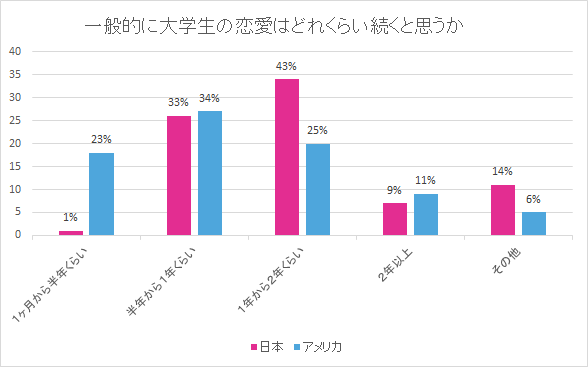 一般的に大学生の恋愛はどれくらい続くと思うか
40
35
30
25
20
15
10
5
0
1%
23%
33%
34%
43%
25%
9%
11%
14%
6%
1ヶ月から半年くらい
半年から1年くらい
1年から2年くらい
2年以上
その他
日本 アメリカ